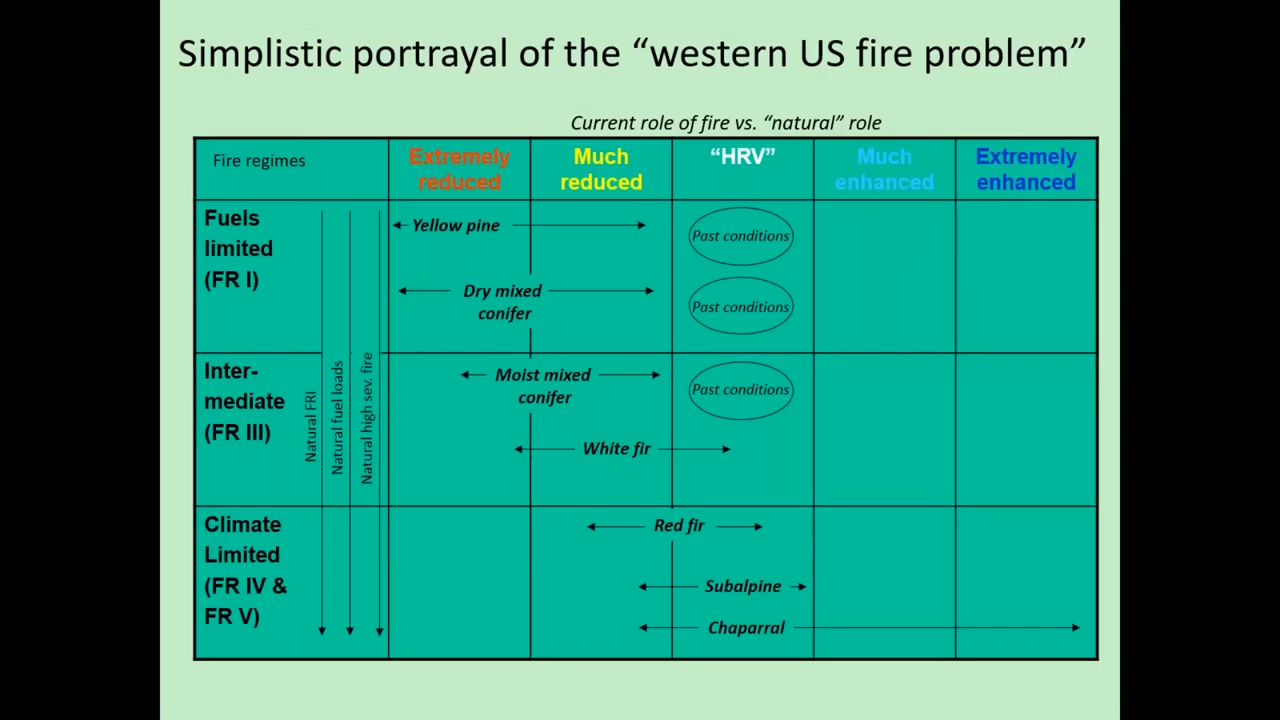 Simplistic portrayal of the “western US fire problem”
Current role of fire vs. “natural” role
Fire regimes
Extremely
reduced
Much
reduced
“HRV”
Much
enhanced
Extremely
enhanced
Fuels
limited
(FR I)
Yellow pine
Past conditions
Dry mixed
conifer
Past conditions
Inter-
mediate
(FR III)
Natural FRI
Natural fuel loads
Natural high sev. fire
Moist mixed
conifer
Past conditions
White fir
Climate
Limited
(FR IV &
FR V)
Red fir
Subalpine
Chaparral